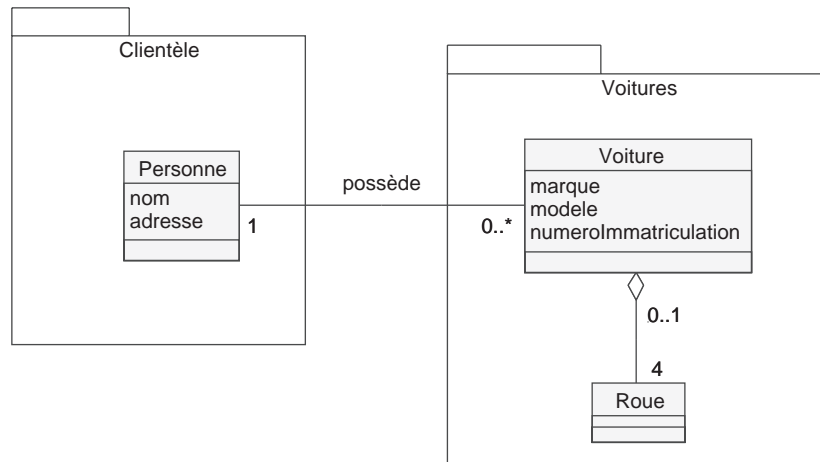 Clientèle
Personne
nom
adresse
1
possède
0..*
Voitures
Voiture
marque
modele
numeroImmatriculation
0..1
4
Roue